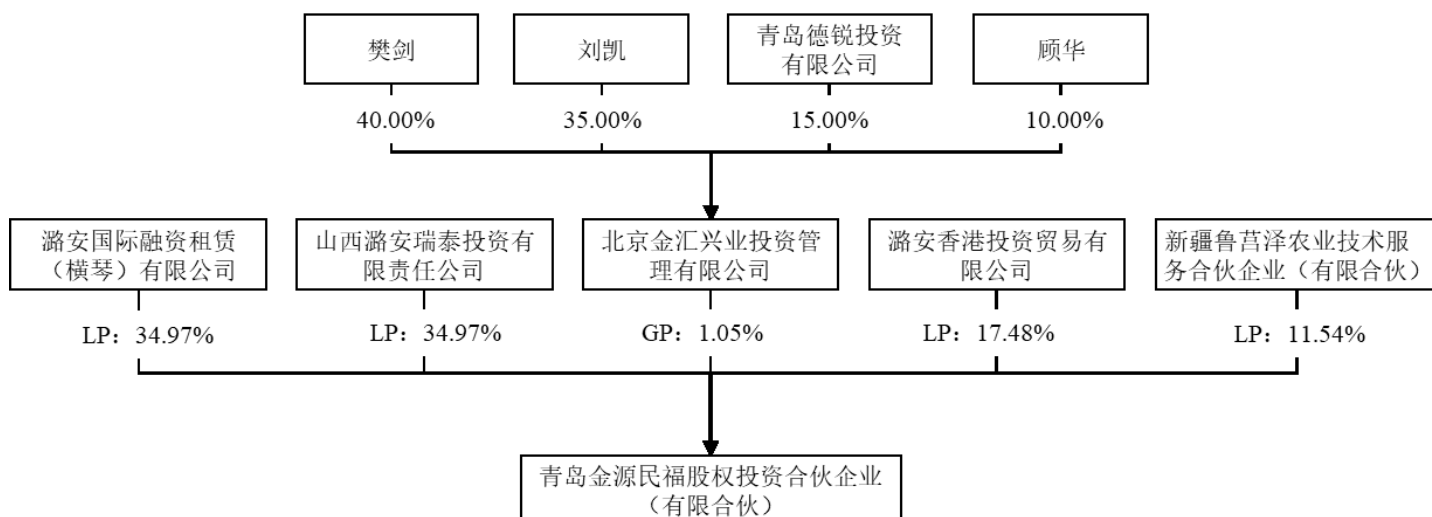 樊剑
刘凯
青岛德锐投资
有限公司
顾华
40.00%
35.00%
15.00%
10.00%
潞安国际融资租赁
（横琴）有限公司
山西潞安瑞泰投资有
限责任公司
北京金汇兴业投资管
理有限公司
潞安香港投资贸易有
限公司
新疆鲁莒泽农业技术服
务合伙企业（有限合伙）
LP：34.97%
LP：34.97%
GP：1.05%
LP：17.48%
LP：11.54%
青岛金源民福股权投资合伙企业
（有限合伙）